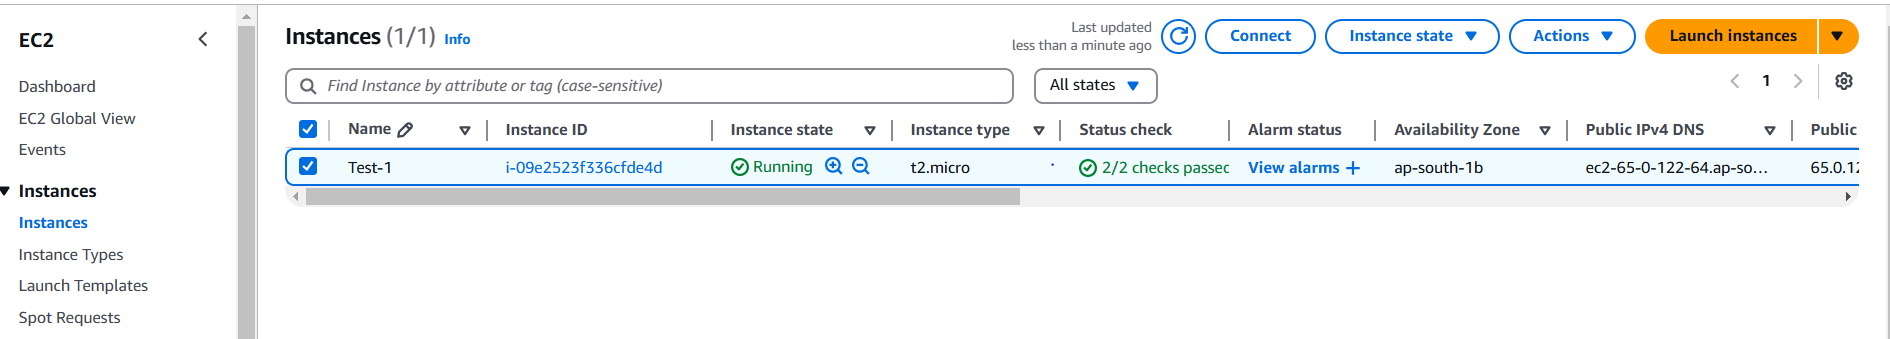 EC2
Dashboard
EC2 Global View
Events
Instances
Instances
Instance Types
Launch Templates
Spot Requests
Instances (1/1) Info
Last updated
less than a minute ago
Connect
Instance state
Actions
Launch instances
Find Instance by attribute or tag (case-sensitive)
All states
1
Name Instance ID Instance state Instance type Status check Alarm status Availability Zone Public IPv4 DNS Public
Test-1 i-09e2523f336cfde4d Running t2.micro 2/2 checks passec View alarms + ap-south-1b ec2-65-0-122-64.ap-so... 65.0.12